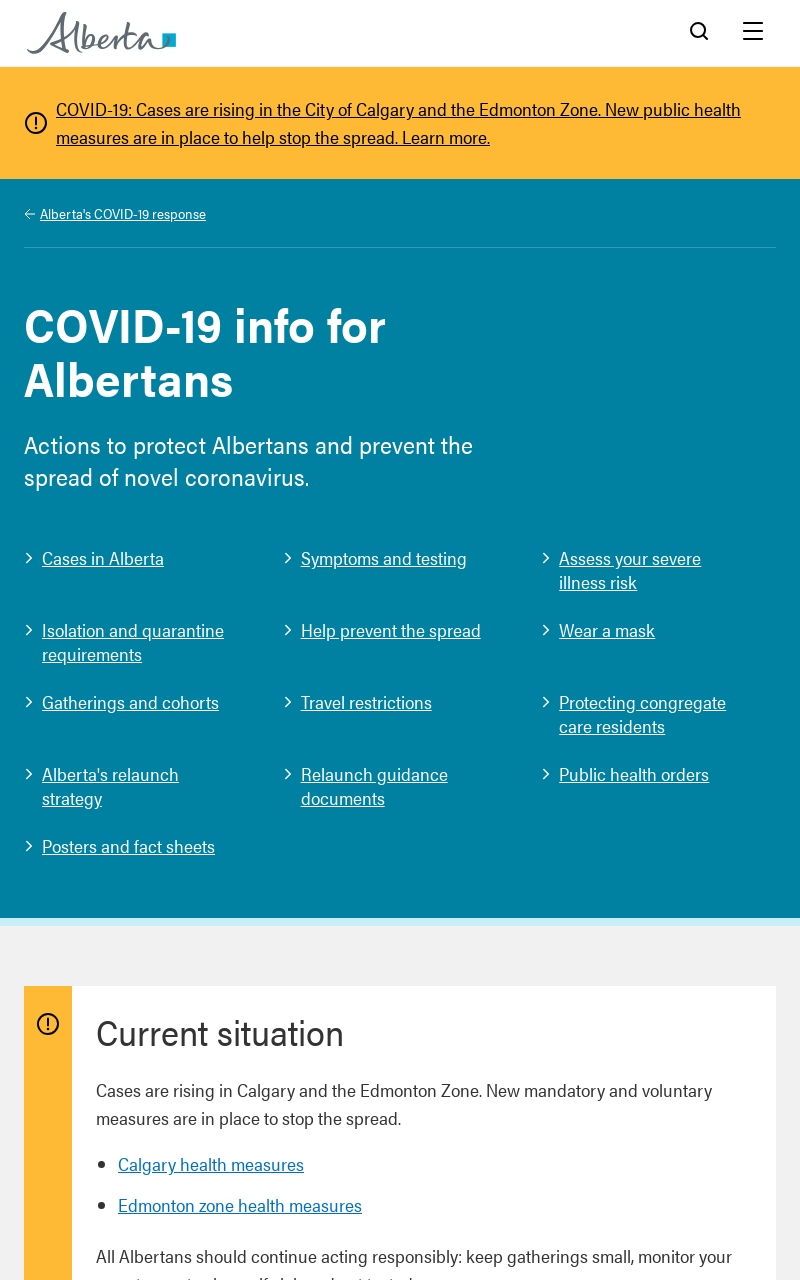 Alberta
COVID-19: Cases are rising in the City of Calgary and the Edmonton Zone. New public health
measures are in place to help stop the spread. Learn more.
Alberta's COVID-19 response
COVID-19 info for
Albertans
Actions to protect Albertans and prevent the
spread of novel coronavirus.
Cases in Alberta
Symptoms and testing
Assess your severe
illness risk
Isolation and quarantine
requirements
Help prevent the spread
Wear a mask
Gatherings and cohorts
Travel restrictions
Protecting congregate
care residents
Alberta's relaunch
strategy
Relaunch guidance
documents
Public health orders
Posters and fact sheets
Current situation
Cases are rising in Calgary and the Edmonton Zone. New mandatory and voluntary
measures are in place to stop the spread.
Calgary health measures
Edmonton zone health measures
All Albertans should continue acting responsibly: keep gatherings small, monitor your